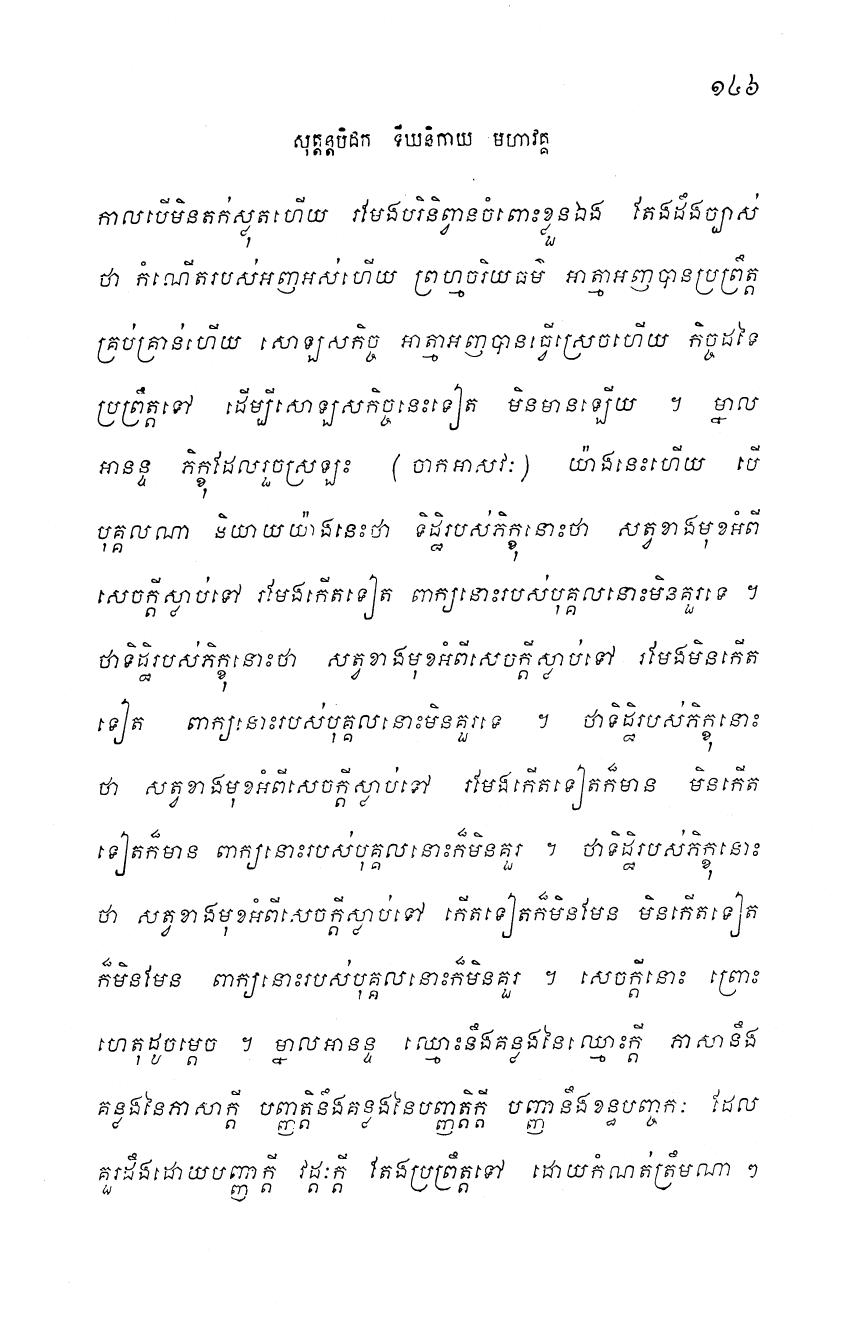 ១៤៦
សុត្តន្តបិដក ទីឃនិកាយ មហាវគ្គ
កាលបើមិនតក់ស្លុតហើយ រមែងបរិនិព្វានចំពោះខ្លួនឯង តែងដឹងច្បាស់
ថា កំណើតរបស់អញអស់ហើយ ព្រហ្មចរិយធម៌ អាត្មាអញបានប្រព្រឹត្ត
គ្រប់គ្រាន់ហើយ សោឡសកិច្ច អាត្មាអញបានធ្វើស្រេចហើយ កិច្ចដទៃ
ប្រព្រឹត្តទៅ ដើម្បីសោឡសកិច្ចនេះទៀត មិនមានឡើយ ។ ម្នាល
អានន្ទ ភិក្ខុដែលរួចស្រឡះ (ចាកអាសវៈ) យ៉ាងនេះហើយ បើ
បុគ្គលណា និយាយយ៉ាងនេះថា ទិដ្ឋិរបស់ភិក្ខុនោះថា សត្វខាងមុខអំពី
សេចក្តីស្លាប់ទៅ រមែងកើតទៀត ពាក្យនោះរបស់បុគ្គលនោះមិនគួរទេ ។
ថាទិដ្ឋិរបស់ភិក្ខុនោះថា សត្វខាងមុខអំពីសេចក្តីស្លាប់ទៅ រមែងមិនកើត
ទៀត ពាក្យនោះរបស់បុគ្គលនោះមិនគួរទេ ។ ថាទិដ្ឋិរបស់ភិក្ខុនោះ
ថា សត្វខាងមុខអំពីសេចក្តីស្លាប់ទៅ រមែងកើតទៀតក៏មាន មិនកើត
ទៀតក៏មាន ពាក្យនោះរបស់បុគ្គលនោះក៏មិនគួរ ។ ថាទិដ្ឋិរបស់ភិក្ខុនោះ
ថា សត្វខាងមុខអំពីសេចក្តីស្លាប់ទៅ កើតទៀតក៏មិនមែន មិនកើតទៀត
ក៏មិនមែន ពាក្យនោះរបស់បុគ្គលនោះក៏មិនគួរ ។ សេចក្តីនោះ ព្រោះ
ហេតុដូចម្តេច ។ ម្នាលអានន្ទ ឈ្មោះនឹងគន្លងនៃឈ្មោះក្តី ភាសានឹង
គន្លងនៃភាសាក្តី បញ្ញត្តិនឹងគន្លងនៃបញ្ញត្តិក្តី បញ្ញានឹងខន្ធបញ្ចកៈ ដែល
គួរដឹងដោយបញ្ញាក្តី វដ្តៈក្តី តែងប្រព្រឹត្តទៅ ដោយកំណត់ត្រឹមណា ៗ